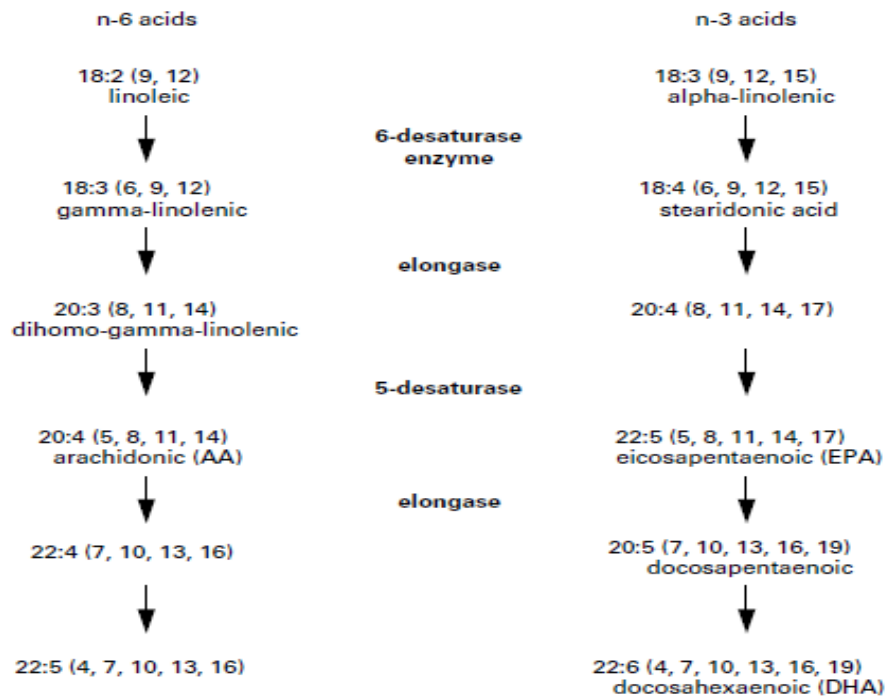 n-6 acids
n-3 acids
18:2 (9, 12)
linoleic
18:3 (9, 12, 15)
alpha-linolenic
6-desaturase
enzyme
18:3 (6, 9, 12)
gamma-linolenic
18:4 (6, 9, 12, 15)
stearidonic acid
elongase
20:3 (8, 11, 14)
dihomo-gamma-linolenic
20:4 (8, 11, 14, 17)
5-desaturase
20:4 (5, 8, 11, 14)
arachidonic (AA)
22:5 (5, 8, 11, 14, 17)
eicosapentaenoic (EPA)
elongase
22:4 (7, 10, 13, 16)
20:5 (7, 10, 13, 16, 19)
docosapentaenoic
22:5 (4, 7, 10, 13, 16)
22:6 (4, 7, 10, 13, 16, 19)
docosahexaenoic (DHA)